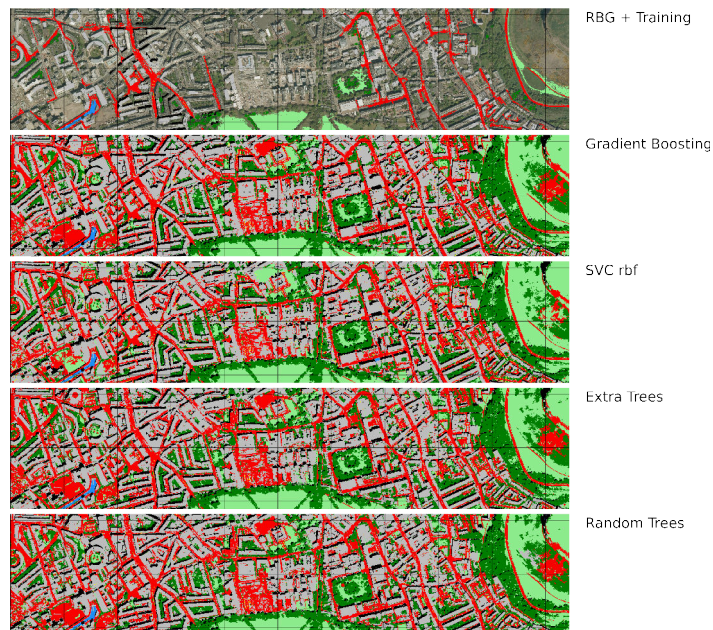 RBG + Training
Gradient Boosting
SVC rbf
Extra Trees
Random Trees